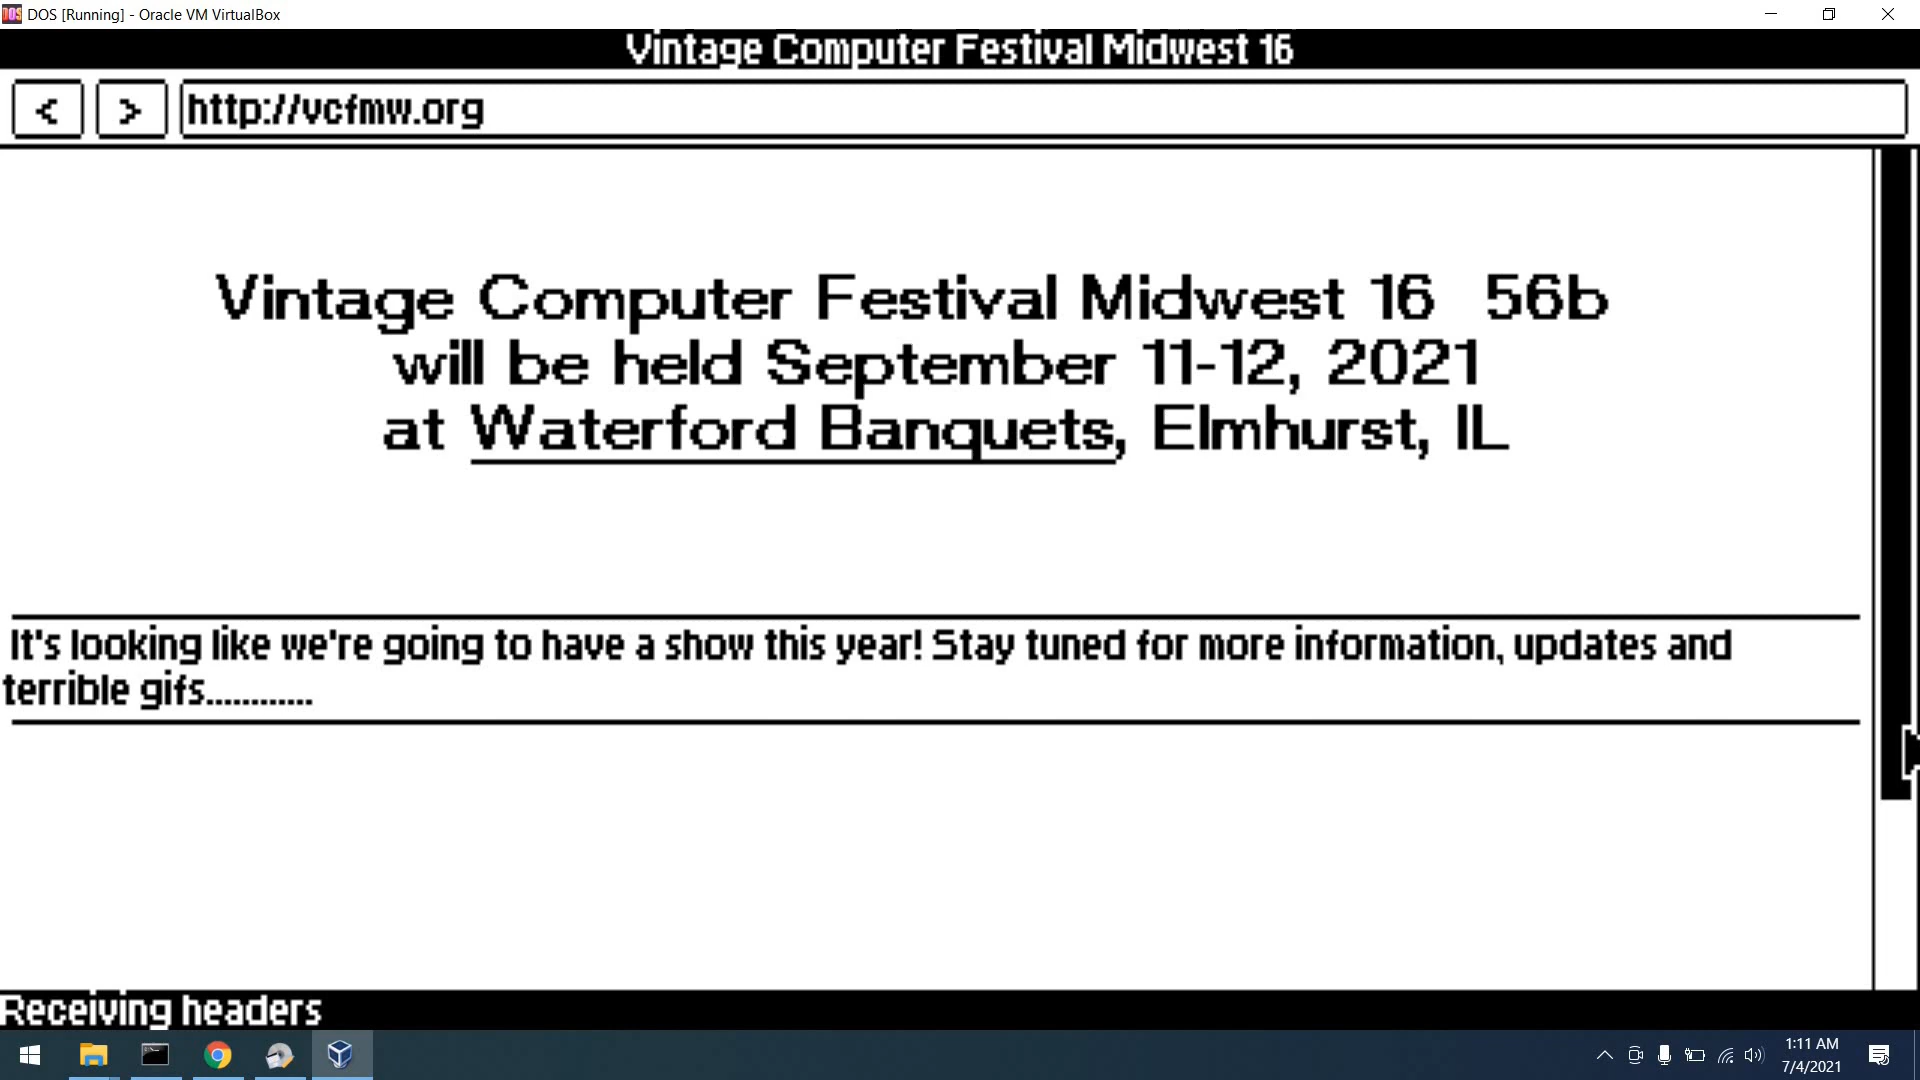 DOS [Running] - Oracle VM VirtualBox
Vintage Computer Festival Midwest 16
< > http://vcfmw.org
Vintage Computer Festival Midwest 16 56b
will be held September 11-12, 2021
at Waterford Banquets, Elmhurst, IL
It's looking like we're going to have a show this year! Stay tuned for more information, updates and
terrible gifs............
Receiving headers
1:11 AM
7/4/2021